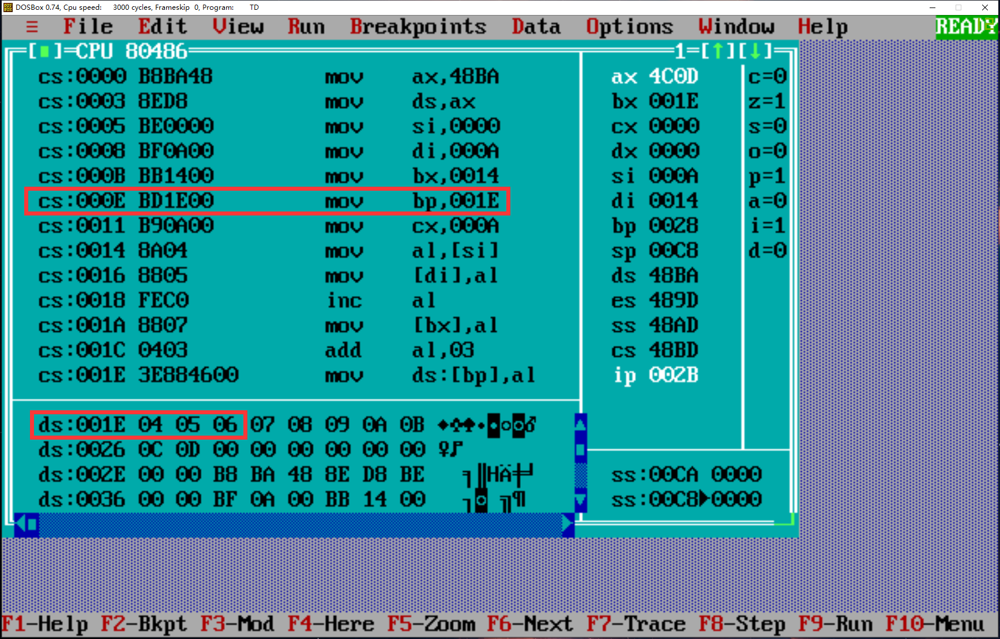 DOSBox 0.74, Cpu speed: 3000 cycles, Frameskip 0, Program: TD
≡ File Edit View Run Breakpoints Data Options Window Help READY
[■]=CPU 80486 1=[↑][↓]
cs:0000 B8BA48 mov ax,48BA ax 4C0D c=0
cs:0003 8ED8 mov ds,ax bx 001E z=1
cs:0005 BE0000 mov si,0000 cx 0000 s=0
cs:0008 BF0A00 mov di,000A dx 0000 o=0
cs:000B BB1400 mov bx,0014 si 000A p=1
cs:000E BD1E00 mov bp,001E di 0014 a=0
cs:0011 B90A00 mov cx,000A bp 0028 i=1
cs:0014 8A04 mov al,[si] sp 00C8 d=0
cs:0016 8805 mov [di],al ds 48BA
cs:0018 FEC0 inc al es 489D
cs:001A 8807 mov [bx],al ss 48AD
cs:001C 0403 add al,03 cs 48BD
cs:001E 3E884600 mov ds:[bp],al ip 002B
ds:001E 04 05 06 07 08 09 0A 0B ♦♣♠•◘○◙♂
ds:0026 0C 0D 00 00 00 00 00 00 ♀♪
ds:002E 00 00 B8 BA 48 8E D8 BE ╕║HÄ╪╛ ss:00CA 0000
ds:0036 00 00 BF 0A 00 BB 14 00 ┐◙ ╗¶ ss:00C8►0000
F1-Help F2-Bkpt F3-Mod F4-Here F5-Zoom F6-Next F7-Trace F8-Step F9-Run F10-Menu